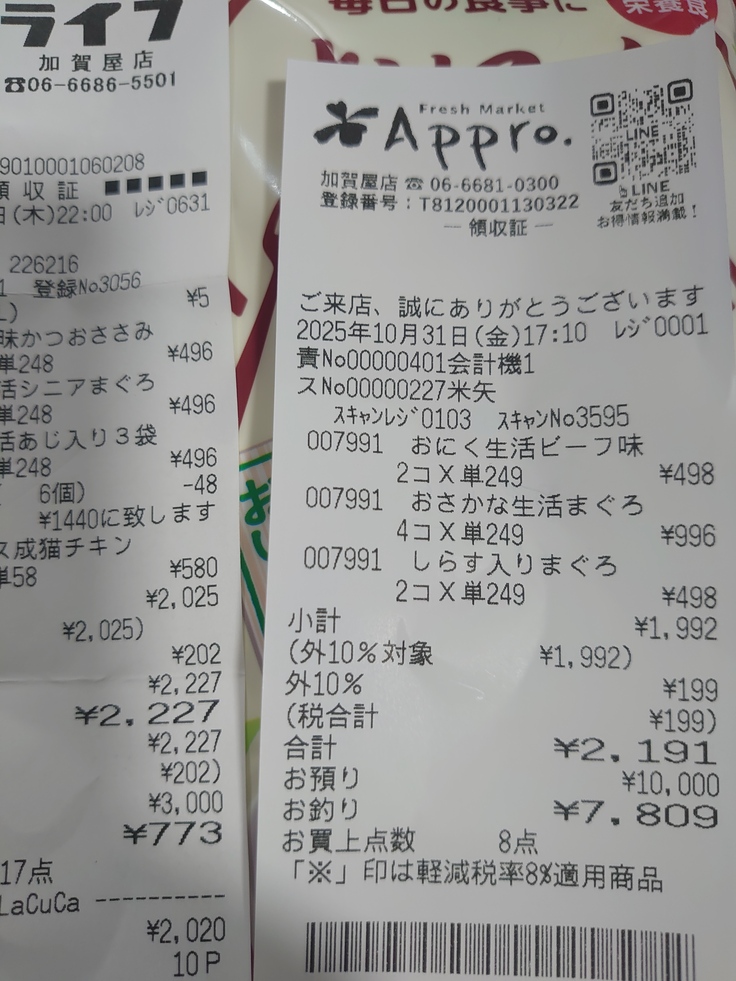 毎日の食事に
栄養食
ライフ
加賀屋店
☎06-6686-5501
9010001060208
領収証 ■■■■■
日(木)22:00 ﾚｼﾞ0631
226216
1 登録No3056
¥5
味かつおささみ
単248 ¥496
活シニアまぐろ
単248 ¥496
活あじ入り３袋
単248 ¥496
6個) -48
¥1440に致します
ス成猫チキン
単58 ¥580
¥2,025
¥2,025)
¥202
¥2,227
¥2,227
¥2,227
¥202)
¥3,000
¥773
17点
LaCuCa ----------
¥2,020
10P
Fresh Market
Appro.
LINE
LINE
友だち追加
お得情報満載！
加賀屋店 ☎ 06-6681-0300
登録番号：T8120001130322
― 領収証 ―
ご来店、誠にありがとうございます
2025年10月31日(金)17:10 ﾚｼﾞ0001
責No00000401会計機1
スNo00000227米矢
ｽｷｬﾝﾚｼﾞ0103 ｽｷｬﾝNo3595
007991 おにく生活ビーフ味
2コX単249 ¥498
007991 おさかな生活まぐろ
4コX単249 ¥996
007991 しらす入りまぐろ
2コX単249 ¥498
小計 ¥1,992
(外10%対象 ¥1,992)
外10% ¥199
(税合計 ¥199)
合計 ¥2,191
お預り ¥10,000
お釣り ¥7,809
お買上点数 8点
「※」印は軽減税率8%適用商品